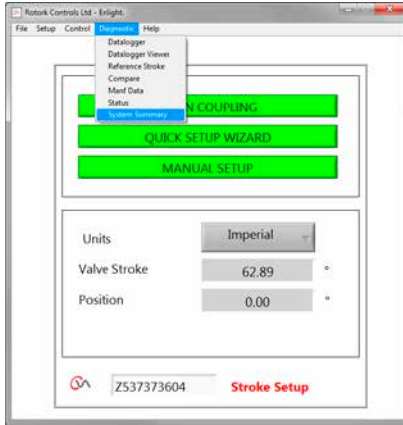 Rotork Controls Ltd - Enlight.
File Setup Control Diagnostic Help
Datalogger
Datalogger Viewer
Reference Stroke
Compare
Manf Data
Status
System Summary
N COUPLING
QUICK SETUP WIZARD
MANUAL SETUP
Units Imperial
Valve Stroke 62.89 °
Position 0.00 °
Z537373604 Stroke Setup